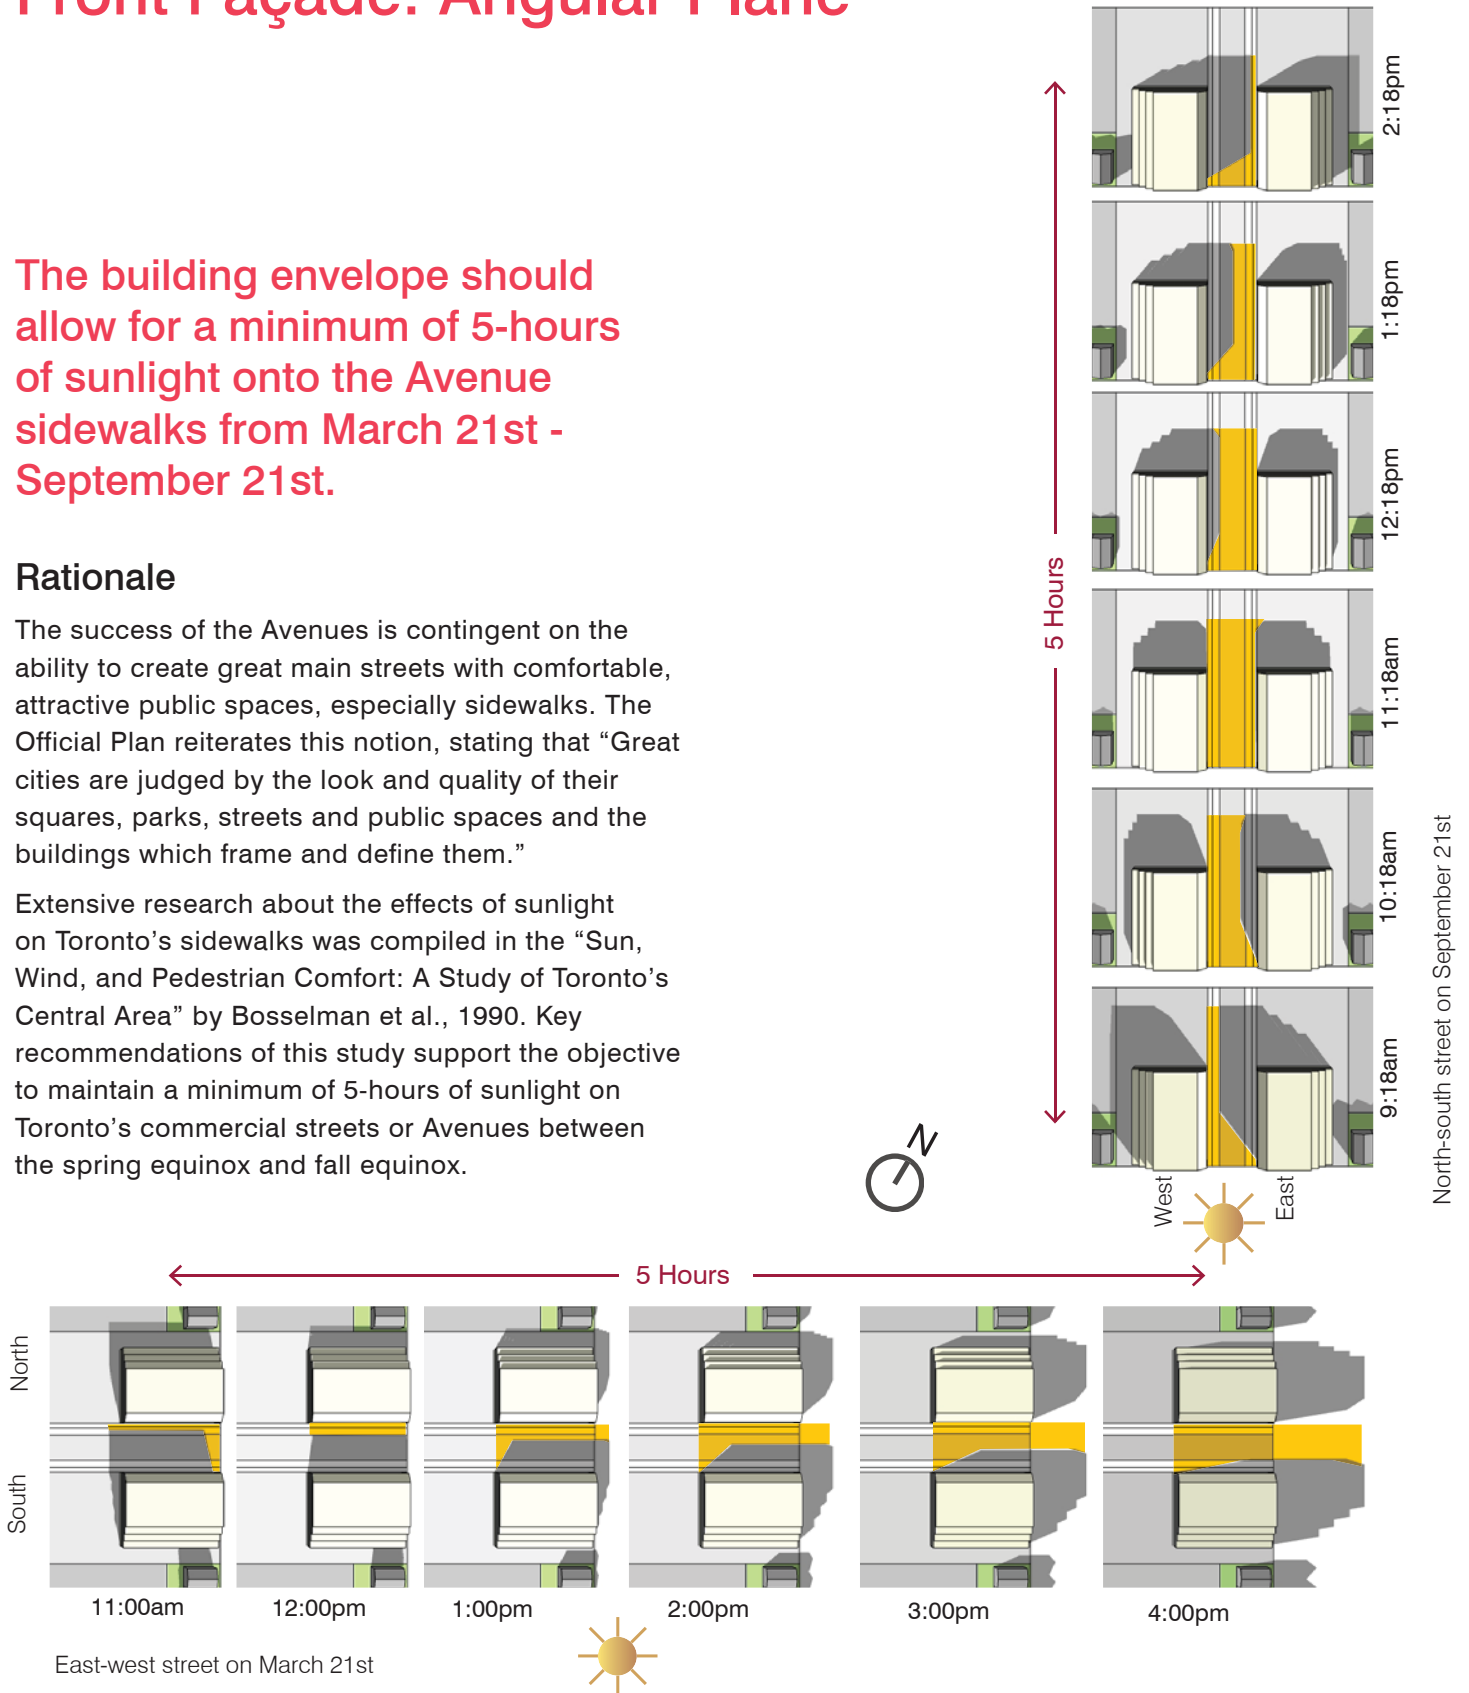 Front Façade: Angular Plane
The building envelope should
allow for a minimum of 5-hours
of sunlight onto the Avenue
sidewalks from March 21st -
September 21st.
Rationale
The success of the Avenues is contingent on the
ability to create great main streets with comfortable,
attractive public spaces, especially sidewalks. The
Official Plan reiterates this notion, stating that “Great
cities are judged by the look and quality of their
squares, parks, streets and public spaces and the
buildings which frame and define them.”
Extensive research about the effects of sunlight
on Toronto’s sidewalks was compiled in the “Sun,
Wind, and Pedestrian Comfort: A Study of Toronto’s
Central Area” by Bosselman et al., 1990. Key
recommendations of this study support the objective
to maintain a minimum of 5-hours of sunlight on
Toronto’s commercial streets or Avenues between
the spring equinox and fall equinox.
5 Hours
2:18pm
1:18pm
12:18pm
11:18am
10:18am
9:18am
North-south street on September 21st
West
East
N
5 Hours
North
South
11:00am
12:00pm
1:00pm
2:00pm
3:00pm
4:00pm
East-west street on March 21st